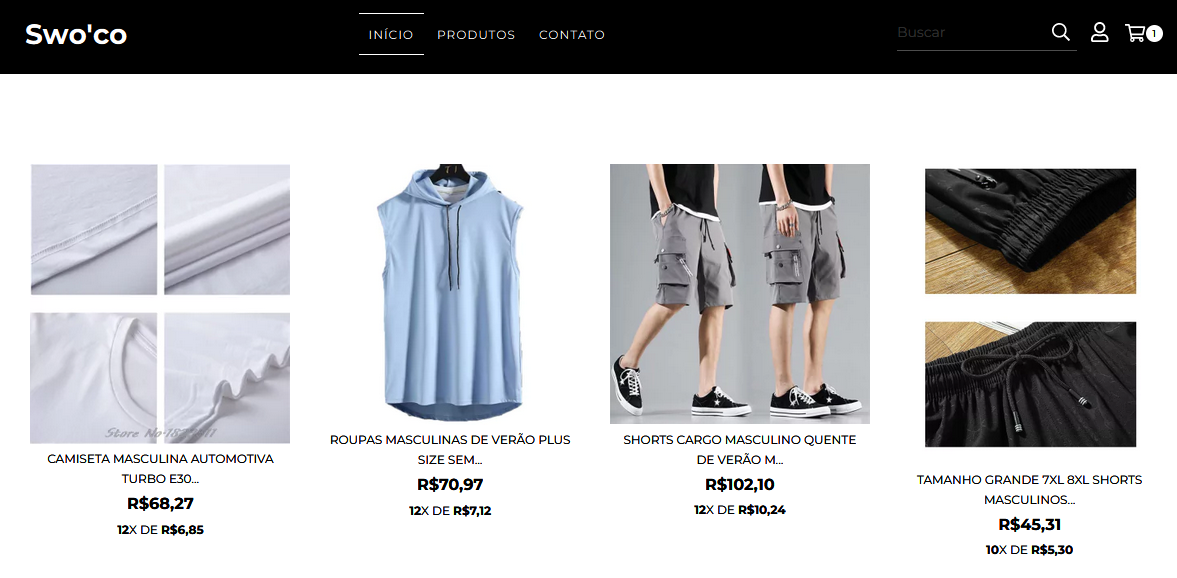 Swo'co
INÍCIO
PRODUTOS
CONTATO
Buscar
1
Store No
CAMISETA MASCULINA AUTOMOTIVA
TURBO E30...
R$68,27
12X DE R$6,85
ROUPAS MASCULINAS DE VERÃO PLUS
SIZE SEM...
R$70,97
12X DE R$7,12
SHORTS CARGO MASCULINO QUENTE
DE VERÃO M...
R$102,10
12X DE R$10,24
TAMANHO GRANDE 7XL 8XL SHORTS
MASCULINOS...
R$45,31
10X DE R$5,30